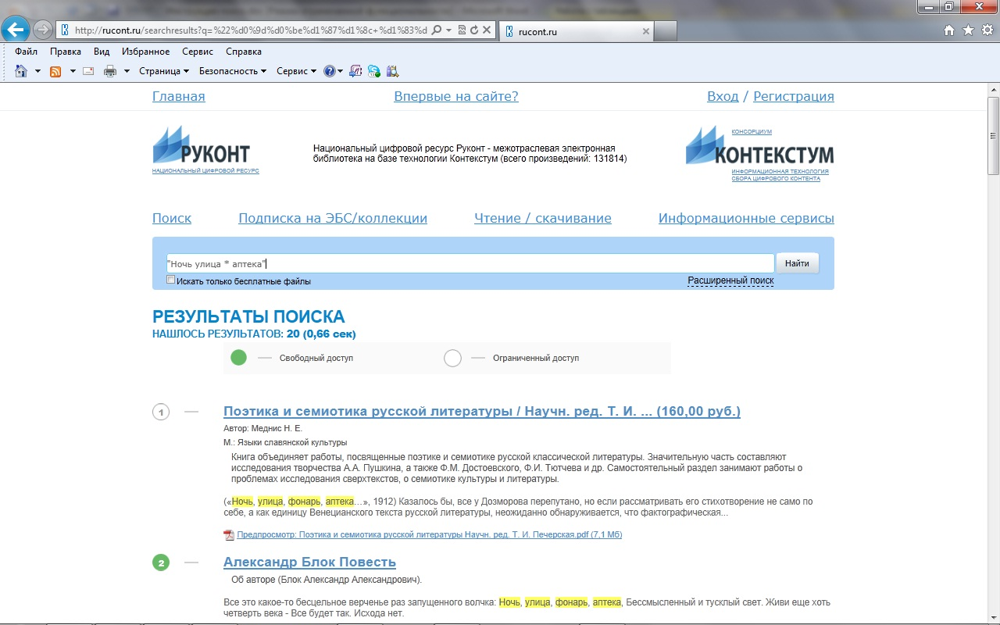 http://rucont.ru/searchresults?q=%22%d0%9d%d0%be%d1%87%d1%8c+%d1%83%d
rucont.ru
Файл Правка Вид Избранное Сервис Справка
Страница Безопасность Сервис
Главная Впервые на сайте? Вход / Регистрация
РУКОНТ
НАЦИОНАЛЬНЫЙ ЦИФРОВОЙ РЕСУРС
Национальный цифровой ресурс Руконт - межотраслевая электронная
библиотека на базе технологии Контекстум (всего произведений: 131814)
КОНСОРЦИУМ
КОНТЕКСТУМ
ИНФОРМАЦИОННАЯ ТЕХНОЛОГИЯ
СБОРА ЦИФРОВОГО КОНТЕНТА
Поиск Подписка на ЭБС/коллекции Чтение / скачивание Информационные сервисы
"Ночь улица * аптека" Найти
Искать только бесплатные файлы Расширенный поиск
РЕЗУЛЬТАТЫ ПОИСКА
НАШЛОСЬ РЕЗУЛЬТАТОВ: 20 (0,66 сек)
Свободный доступ Ограниченный доступ
1 Поэтика и семиотика русской литературы / Научн. ред. Т. И. ... (160,00 руб.)
Автор: Меднис Н. Е.
М.: Языки славянской культуры
Книга объединяет работы, посвященные поэтике и семиотике русской классической литературы. Значительную часть составляют
исследования творчества А.А. Пушкина, а также Ф.М. Достоевского, Ф.И. Тютчева и др. Самостоятельный раздел занимают работы о
проблемах исследования сверхтекстов, о семиотике культуры и литературы.
(«Ночь, улица, фонарь, аптека...», 1912) Казалось бы, все у Дозморова перепутано, но если рассматривать его стихотворение не само по
себе, а как единицу Венецианского текста русской литературы, неожиданно обнаруживается, что фактографическая...
Предпросмотр: Поэтика и семиотика русской литературы Научн. ред. Т. И. Печерская.pdf (7,1 Мб)
2 Александр Блок Повесть
Об авторе (Блок Александр Александрович).
Все это какое-то бесцельное верченье раз запущенного волчка: Ночь, улица, фонарь, аптека, Бессмысленный и тусклый свет. Живи еще хоть
четверть века - Все будет так. Исхода нет.